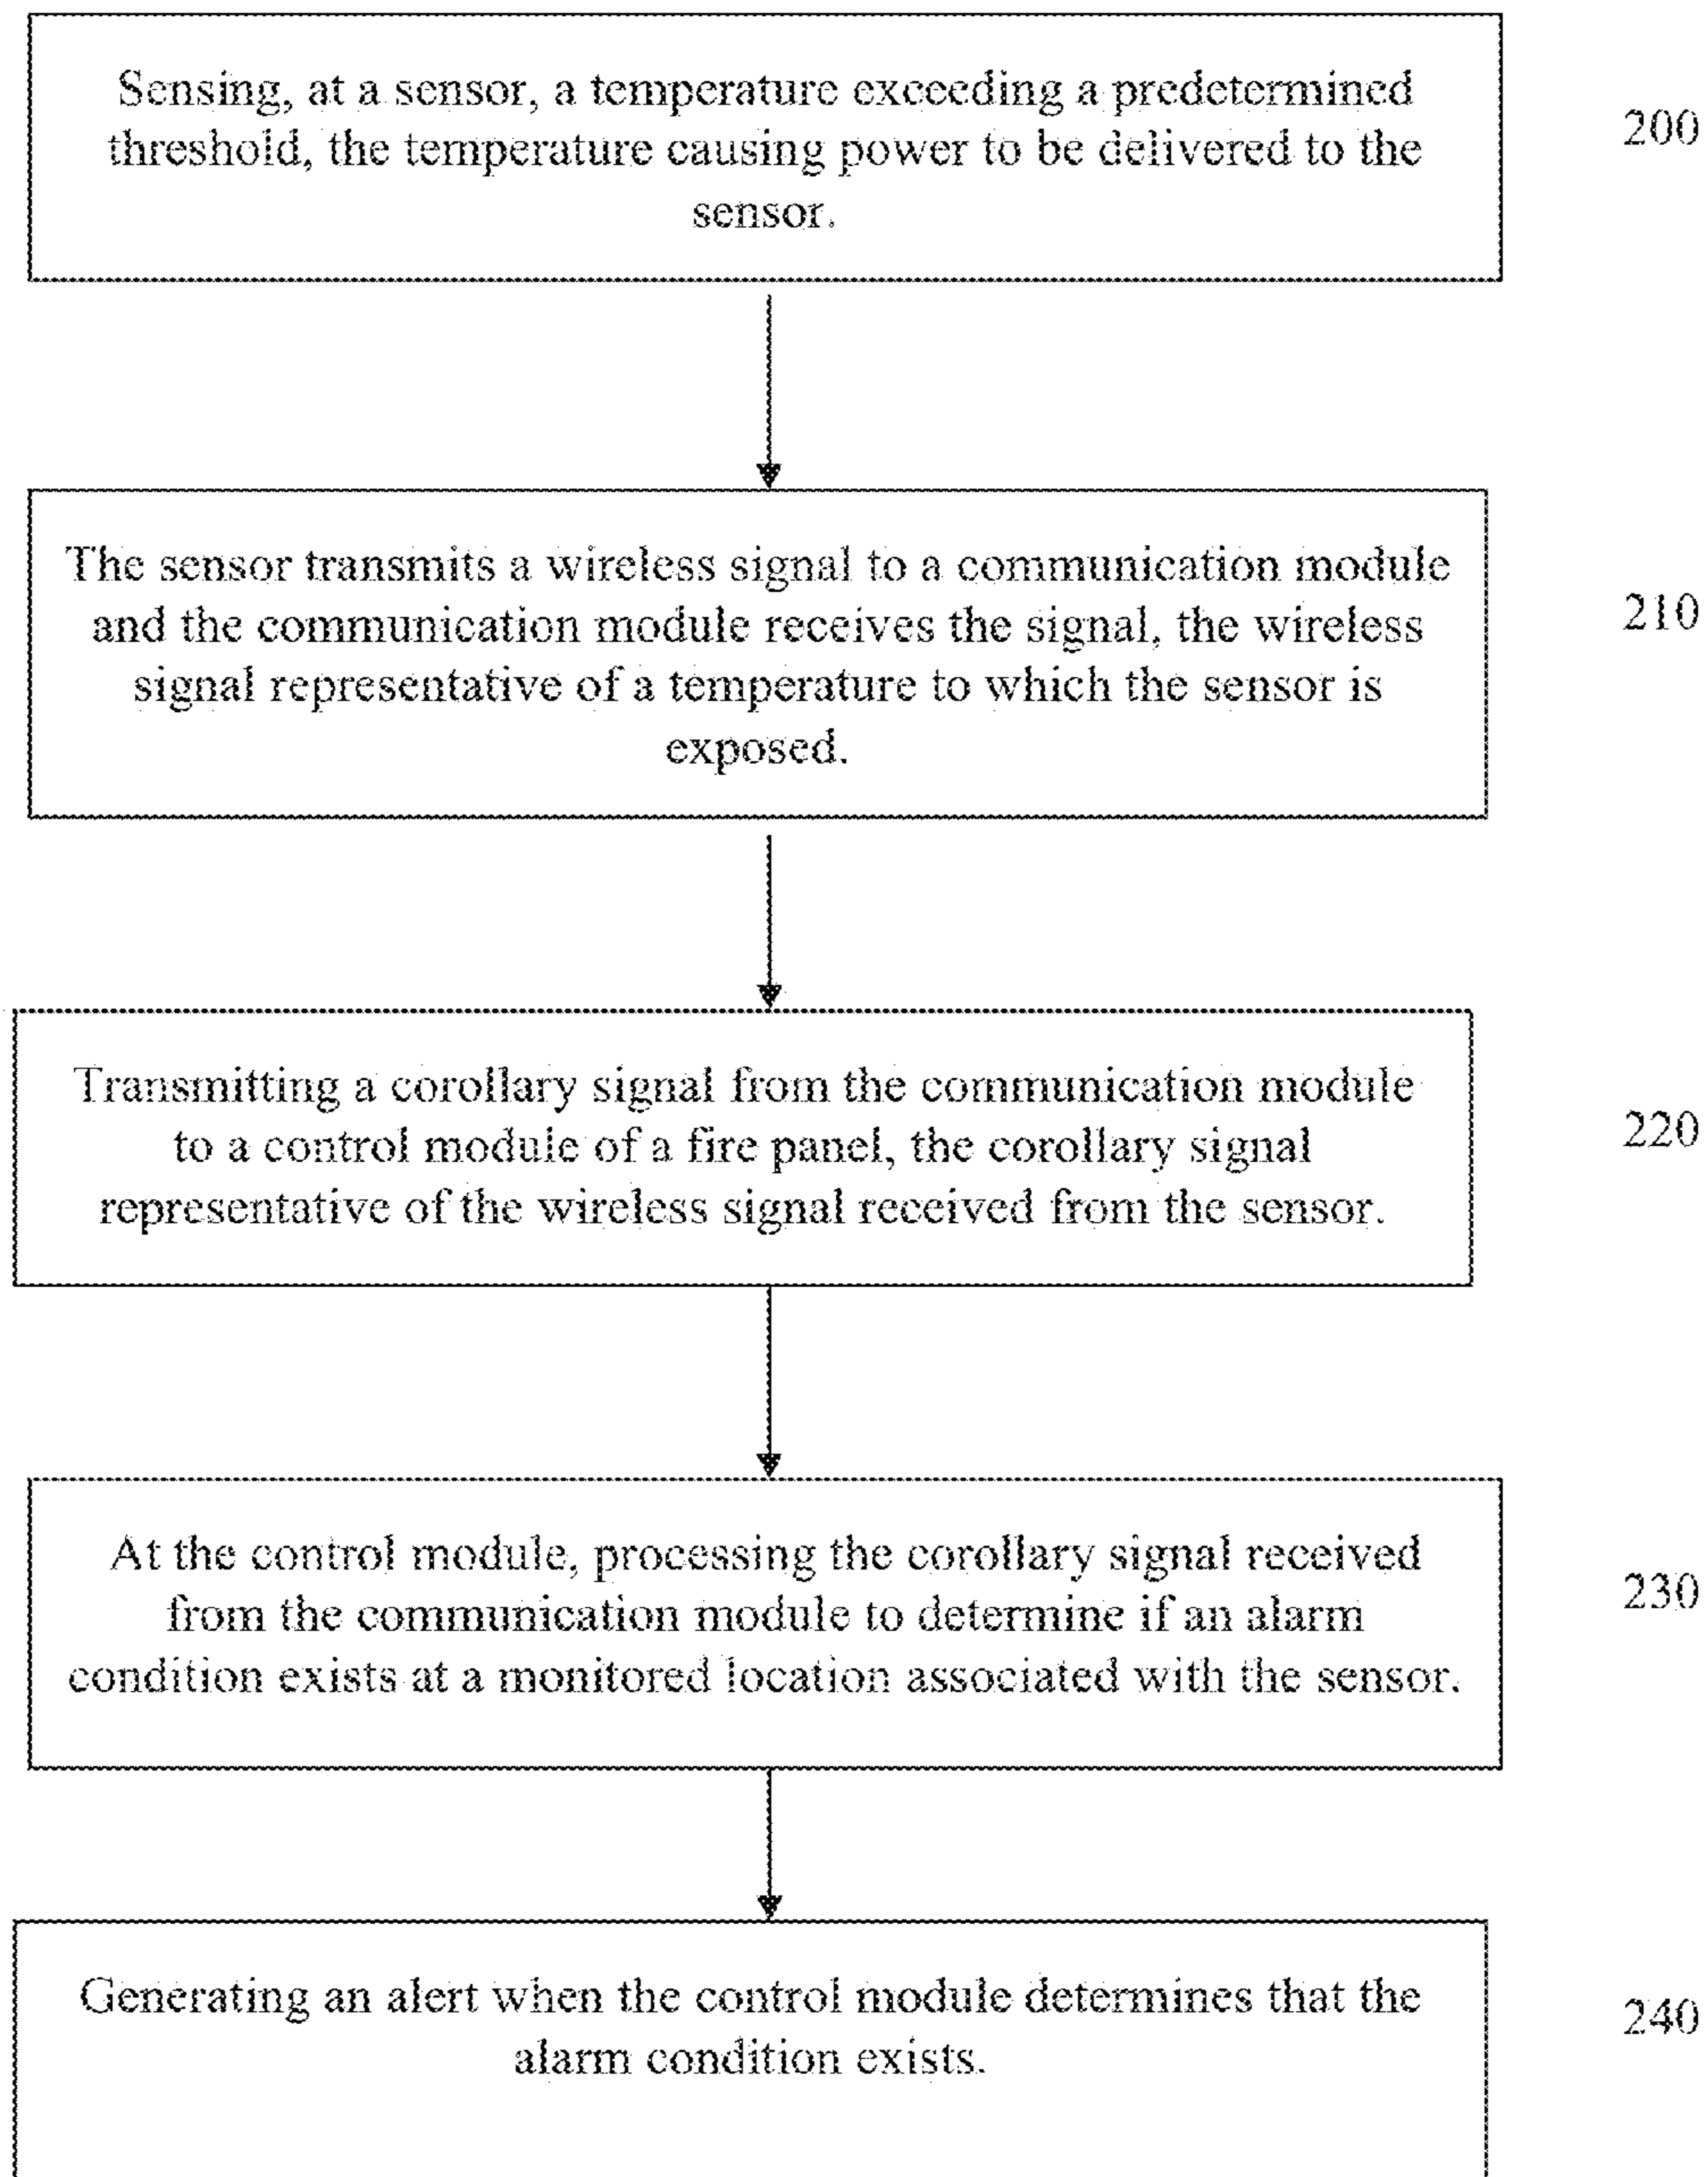 Sensing, at a sensor, a temperature exceeding a predetermined
threshold, the temperature causing power to be delivered to the
sensor.
200
The sensor transmits a wireless signal to a communication module
and the communication module receives the signal, the wireless
signal representative of a temperature to which the sensor is
exposed.
210
Transmitting a corollary signal from the communication module
to a control module of a fire panel, the corollary signal
representative of the wireless signal received from the sensor.
220
At the control module, processing the corollary signal received
from the communication module to determine if an alarm
condition exists at a monitored location associated with the sensor.
230
Generating an alert when the control module determines that the
alarm condition exists.
240